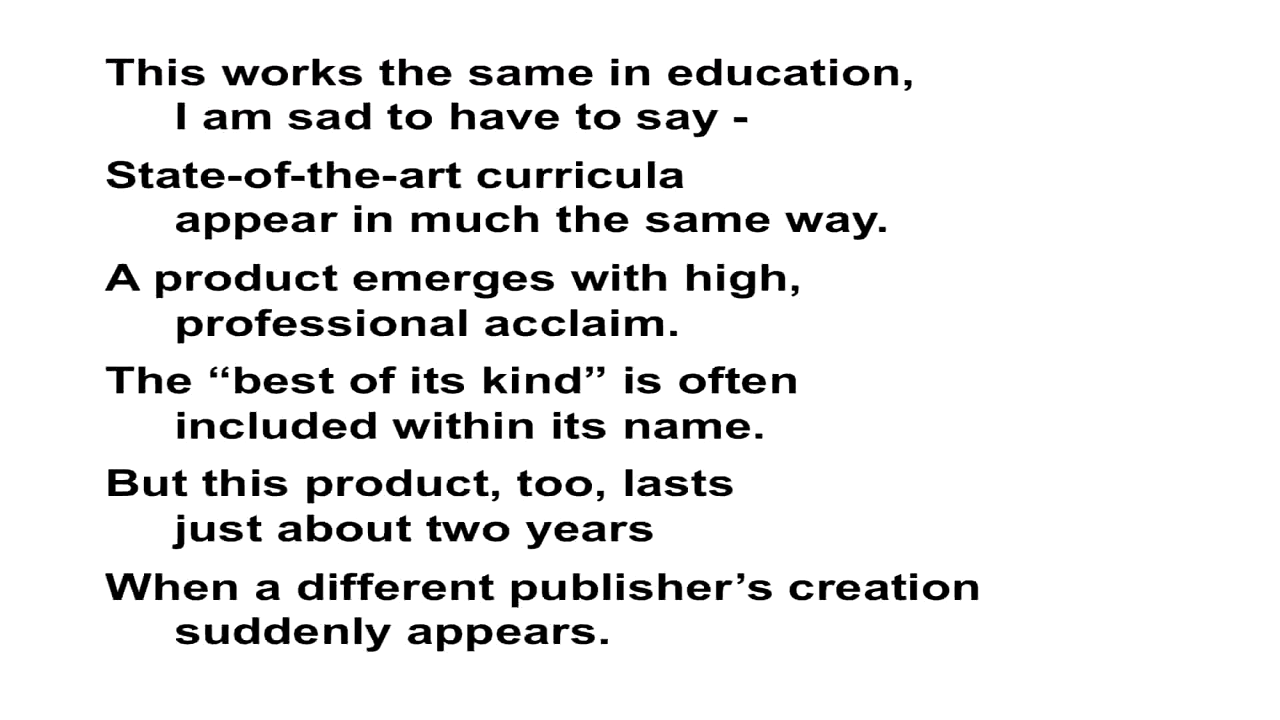 This works the same in education,
I am sad to have to say -
State-of-the-art curricula
appear in much the same way.
A product emerges with high,
professional acclaim.
The “best of its kind” is often
included within its name.
But this product, too, lasts
just about two years
When a different publisher’s creation
suddenly appears.